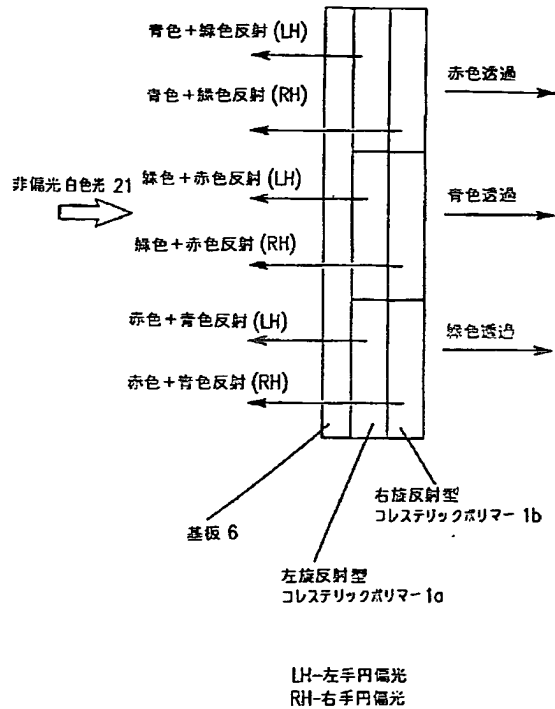 青色+緑色反射(LH)
赤色透過
青色+緑色反射(RH)
非偏光白色光 21
緑色+赤色反射(LH)
青色透過
緑色+赤色反射(RH)
赤色+青色反射(LH)
緑色透過
赤色+青色反射(RH)
右旋反射型
コレステリックポリマー 1b
基板 6
左旋反射型
コレステリックポリマー 1a
LH-左手円偏光
RH-右手円偏光